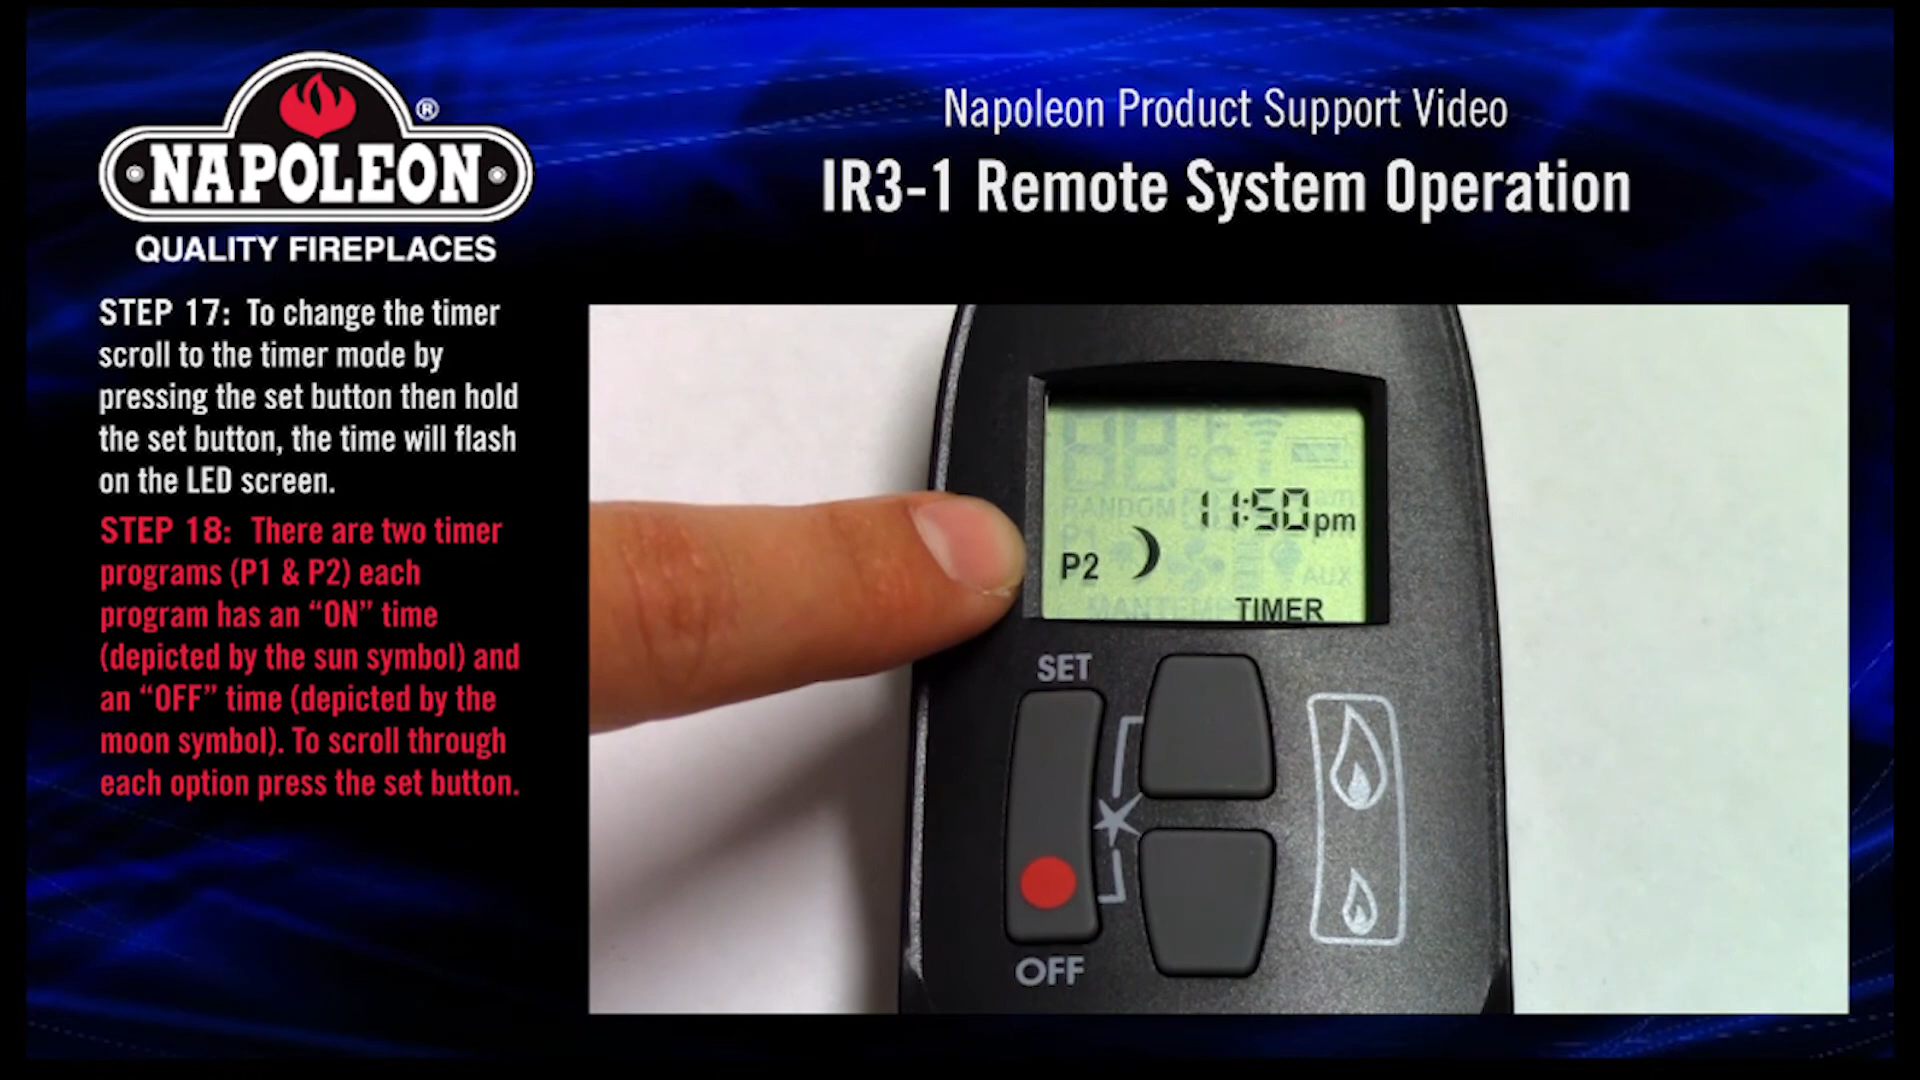 NAPOLEON®
QUALITY FIREPLACES
Napoleon Product Support Video
IR3-1 Remote System Operation
STEP 17: To change the timer
scroll to the timer mode by
pressing the set button then hold
the set button, the time will flash
on the LED screen.
STEP 18: There are two timer
programs (P1 & P2) each
program has an “ON” time
(depicted by the sun symbol) and
an “OFF” time (depicted by the
moon symbol). To scroll through
each option press the set button.
RANDOM 11:50 pm
P2
AUX
TIMER
SET
OFF